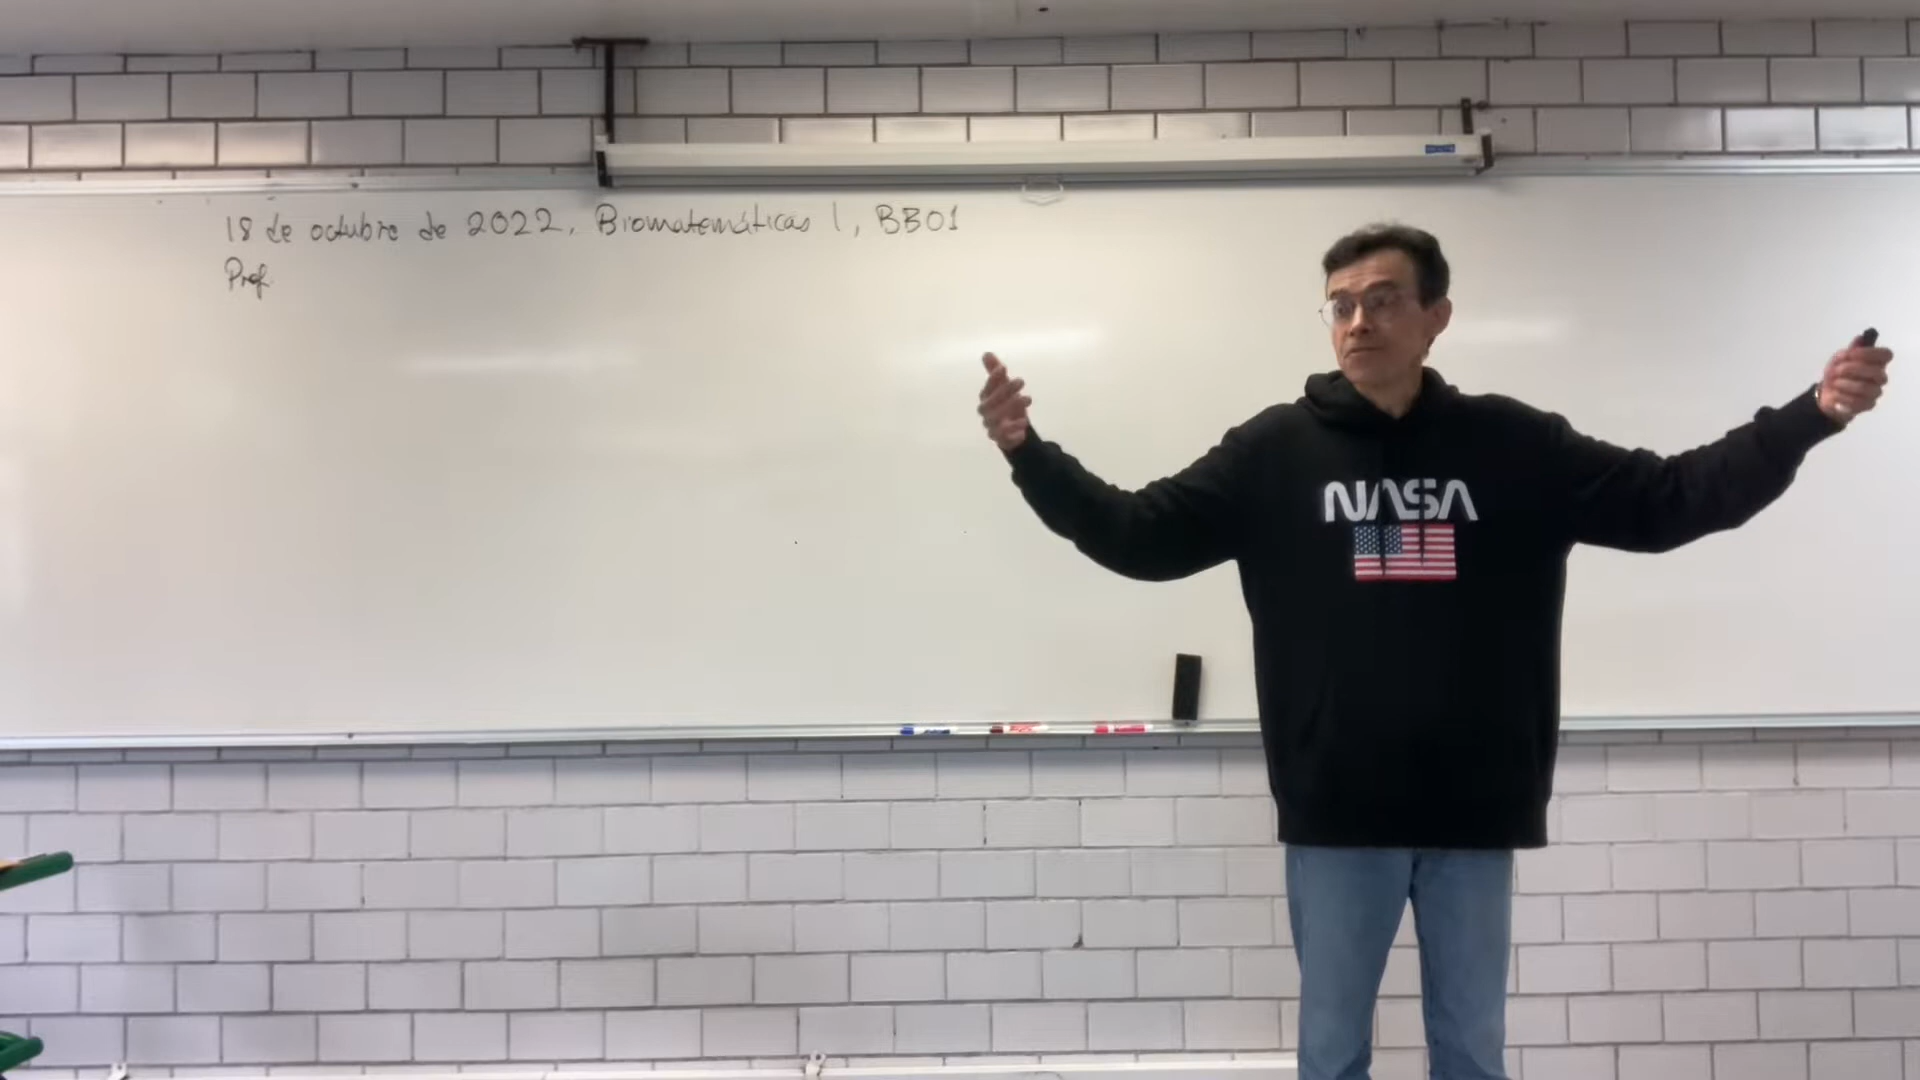 18 de octubre de 2022, Biomatemáticas I, BB01
Prof.
NASA